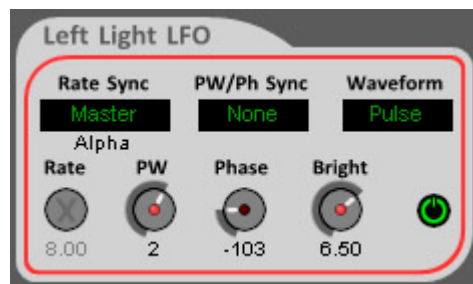 Left Light LFO
Rate Sync PW/Ph Sync Waveform
Master None Pulse
Alpha
Rate PW Phase Bright
X
8.00 2 -103 6.50